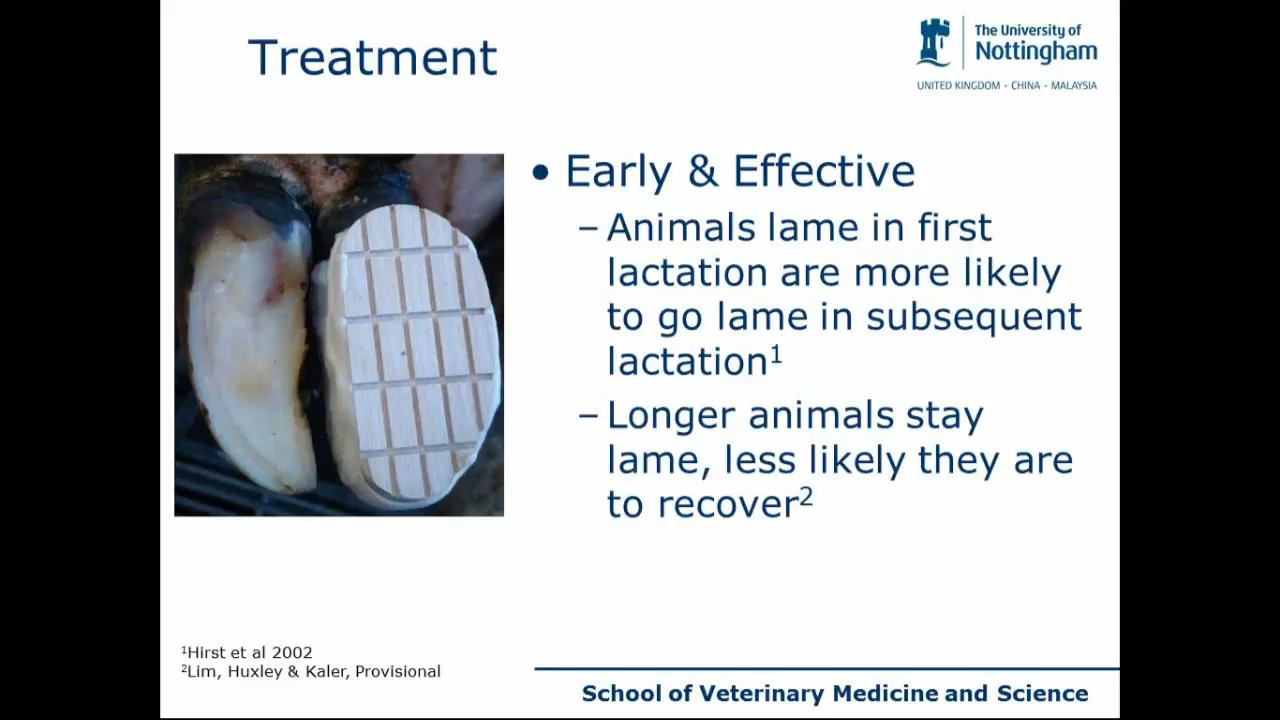 Treatment
The University of
Nottingham
UNITED KINGDOM · CHINA · MALAYSIA
• Early & Effective
– Animals lame in first
lactation are more likely
to go lame in subsequent
lactation¹
– Longer animals stay
lame, less likely they are
to recover²
¹Hirst et al 2002
²Lim, Huxley & Kaler, Provisional
School of Veterinary Medicine and Science